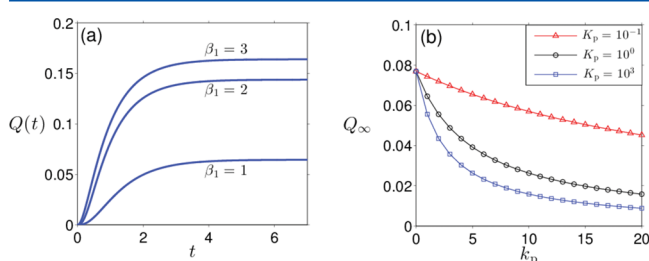 (a)
β₁ = 3
β₁ = 2
β₁ = 1
Q(t)
0.2
0.15
0.1
0.05
0
0 2 4 6
t
(b)
Kₚ = 10⁻¹
Kₚ = 10⁰
Kₚ = 10³
Q∞
0.1
0.08
0.06
0.04
0.02
0
0 5 10 15 20
kₚ